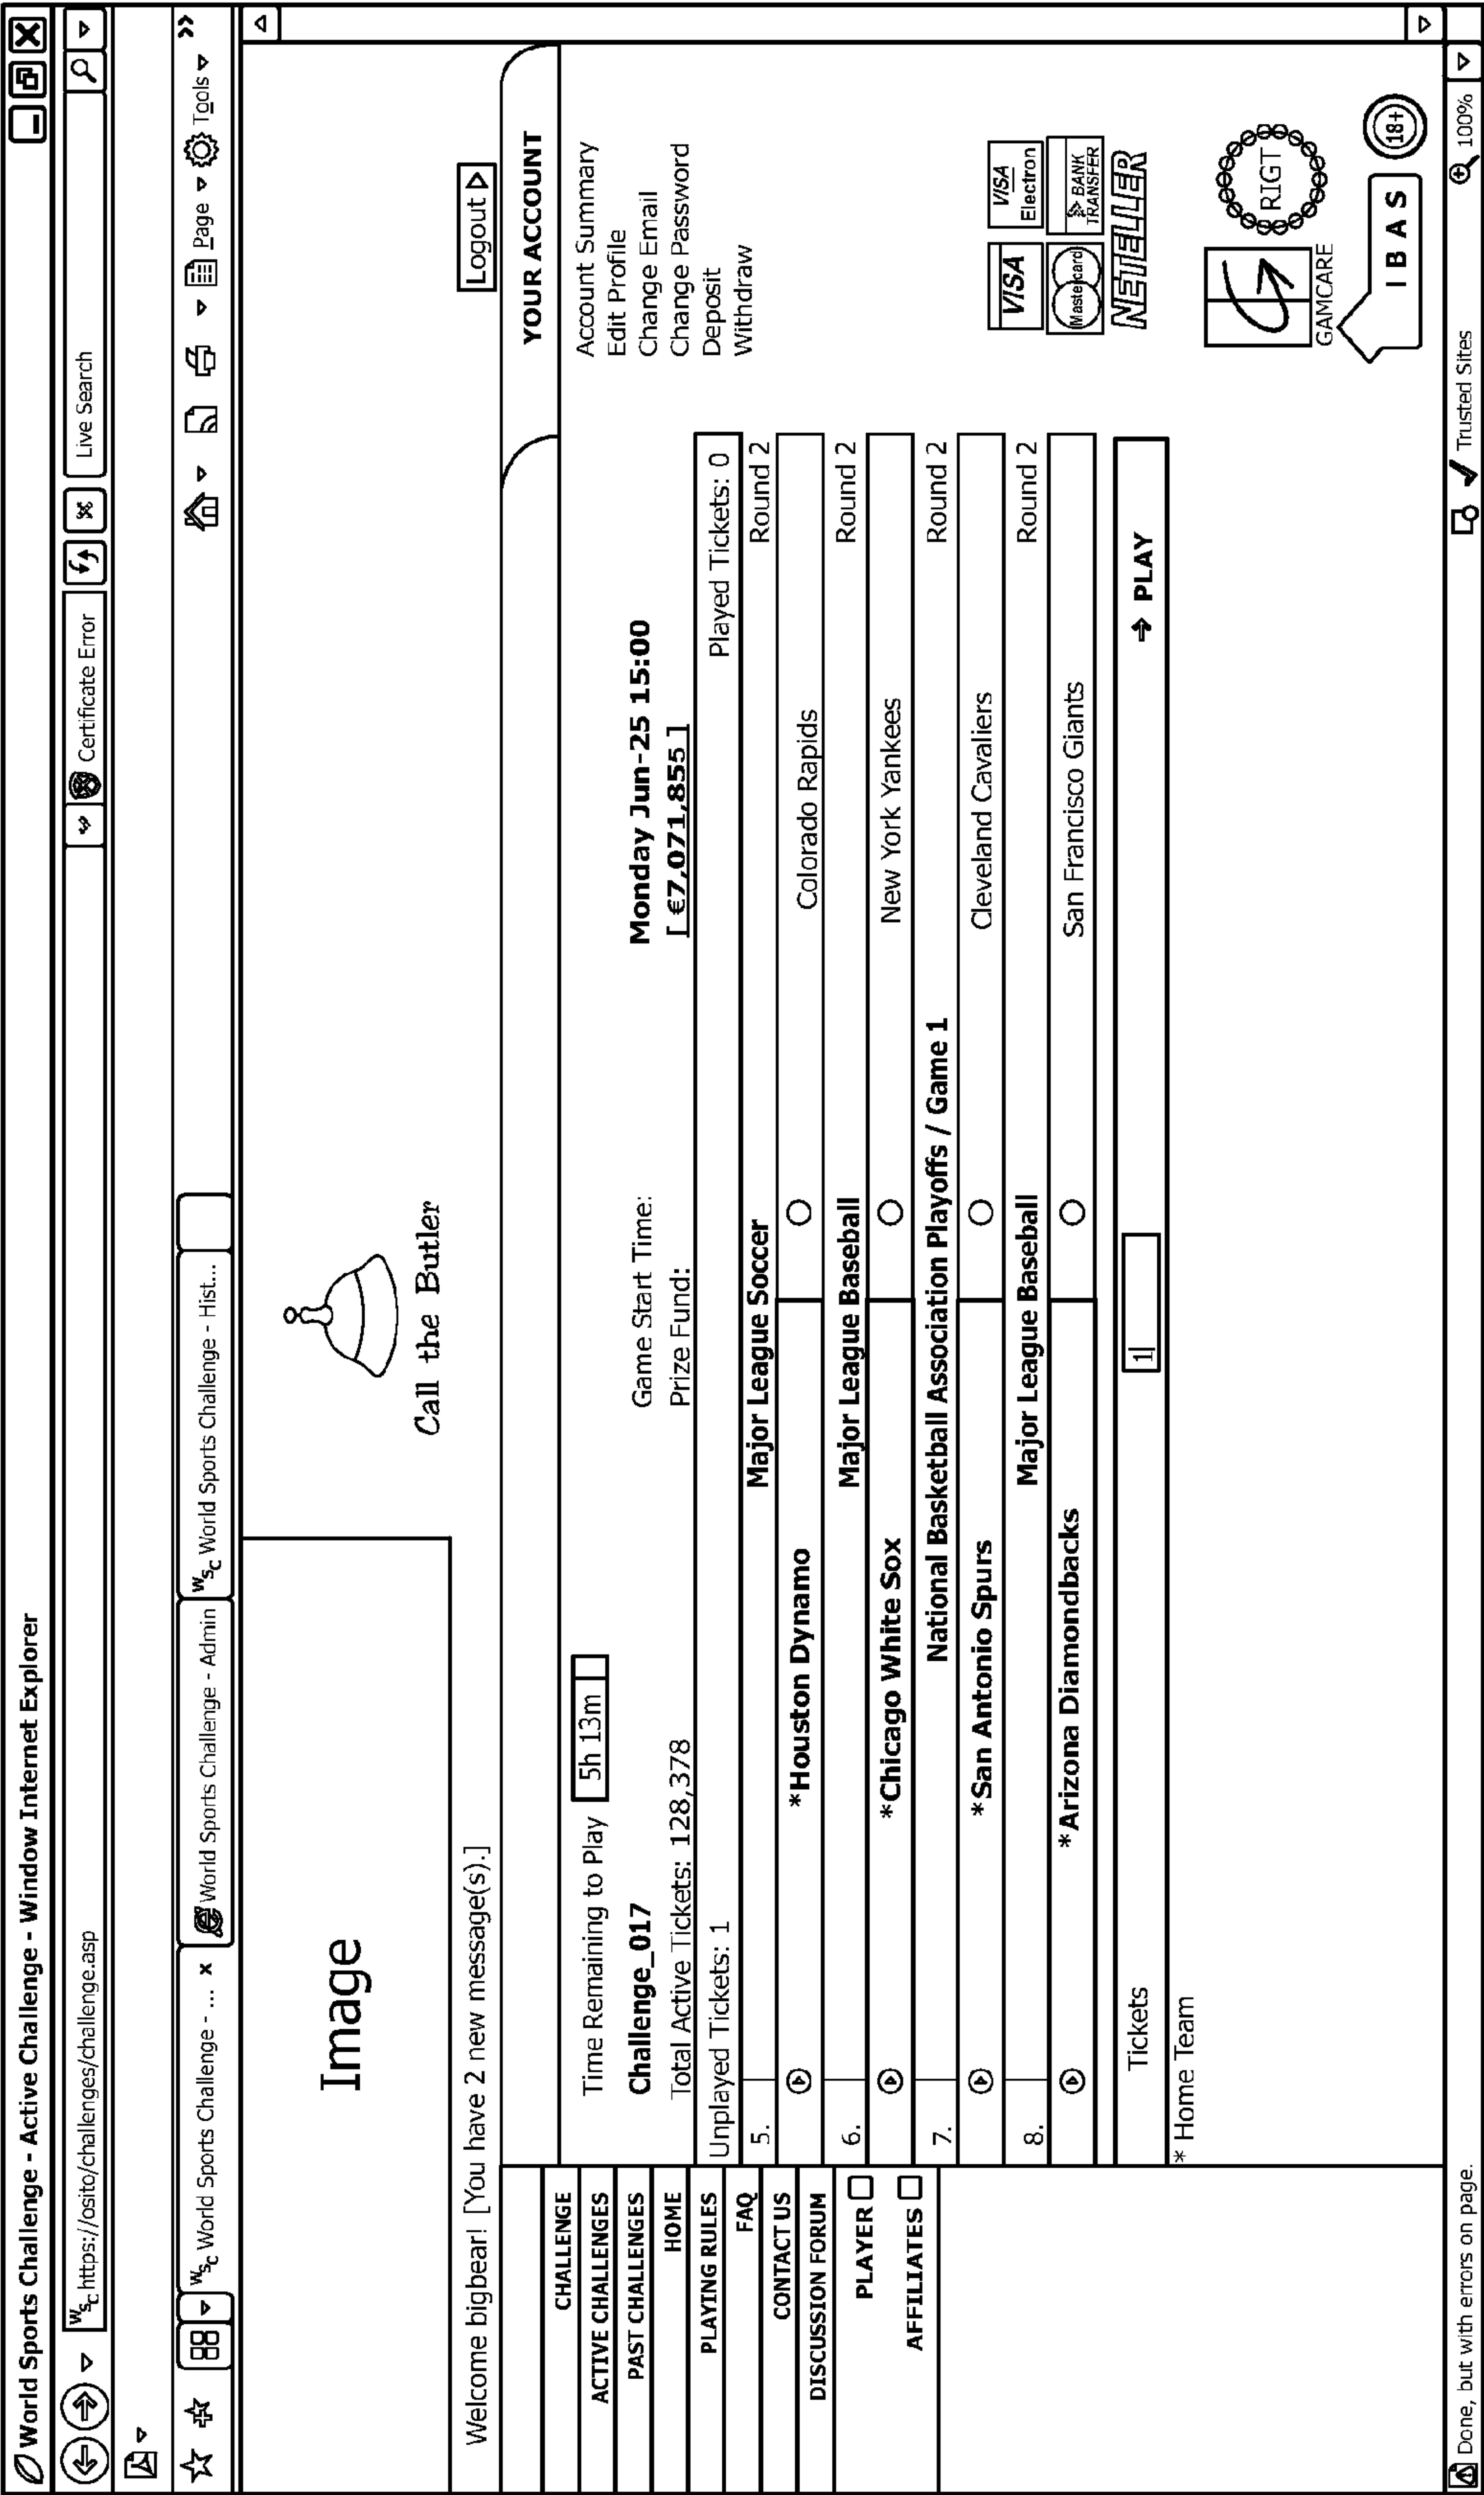 World Sports Challenge - Active Challenge - Window Internet Explorer
WSC https://osito/challenges/challenge.asp
Certificate Error
Live Search
WSC World Sports Challenge - ... x
World Sports Challenge - Admin
WSC World Sports Challenge - Hist...
Page
Tools
Image
Call the Butler
Welcome bigbear! [You have 2 new message(s).]
Logout
CHALLENGE
ACTIVE CHALLENGES
PAST CHALLENGES
HOME
PLAYING RULES
FAQ
CONTACT US
DISCUSSION FORUM
PLAYER
AFFILIATES
Time Remaining to Play 5h 13m
Challenge_017
Game Start Time: Monday Jun-25 15:00
Total Active Tickets: 128,378
Prize Fund: [ €7,071,855 ]
Unplayed Tickets: 1
Played Tickets: 0
5. Major League Soccer Round 2
*Houston Dynamo Colorado Rapids
6. Major League Baseball Round 2
*Chicago White Sox New York Yankees
7. National Basketball Association Playoffs / Game 1 Round 2
*San Antonio Spurs Cleveland Cavaliers
8. Major League Baseball Round 2
*Arizona Diamondbacks San Francisco Giants
Tickets 1 PLAY
* Home Team
YOUR ACCOUNT
Account Summary
Edit Profile
Change Email
Change Password
Deposit
Withdraw
VISA
VISA Electron
Mastercard
BANK TRANSFER
NETELLER
GAMCARE
RIGT
IBAS
18+
Done, but with errors on page.
Trusted Sites
100%